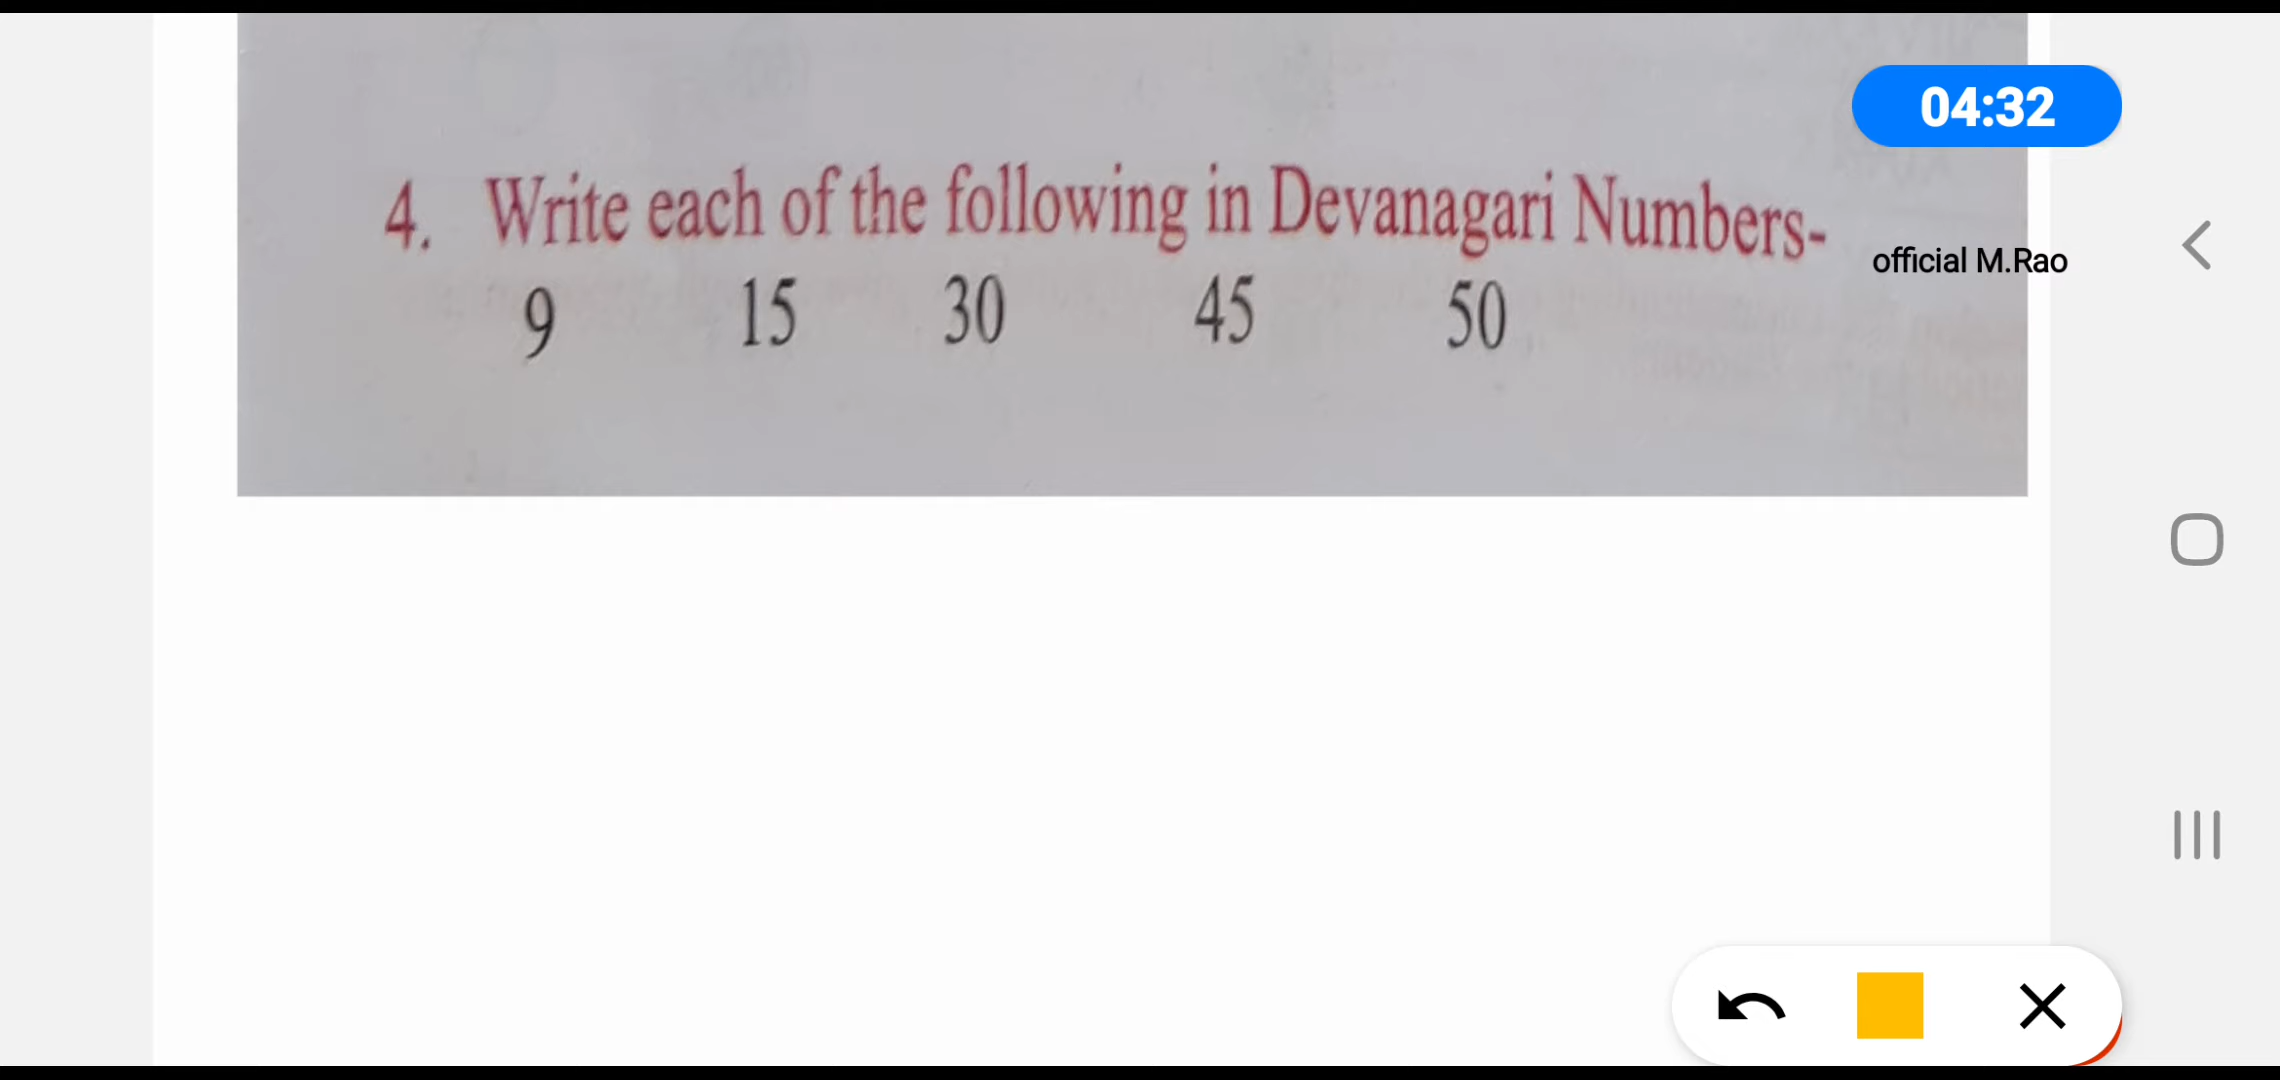 04:32
4. Write each of the following in Devanagari Numbers-
official M.Rao
9 15 30 45 50